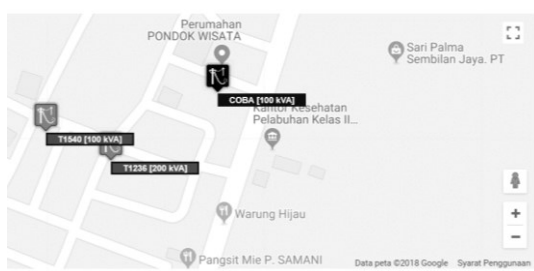 Perumahan
PONDOK WISATA
Sari Palma
Sembilan Jaya. PT
COBA [100 kVA]
Kantor Kesehatan
Pelabuhan Kelas II...
T1540 [100 kVA]
T1236 [200 kVA]
Warung Hijau
Pangsit Mie P. SAMANI
Data peta ©2018 Google
Syarat Penggunaan